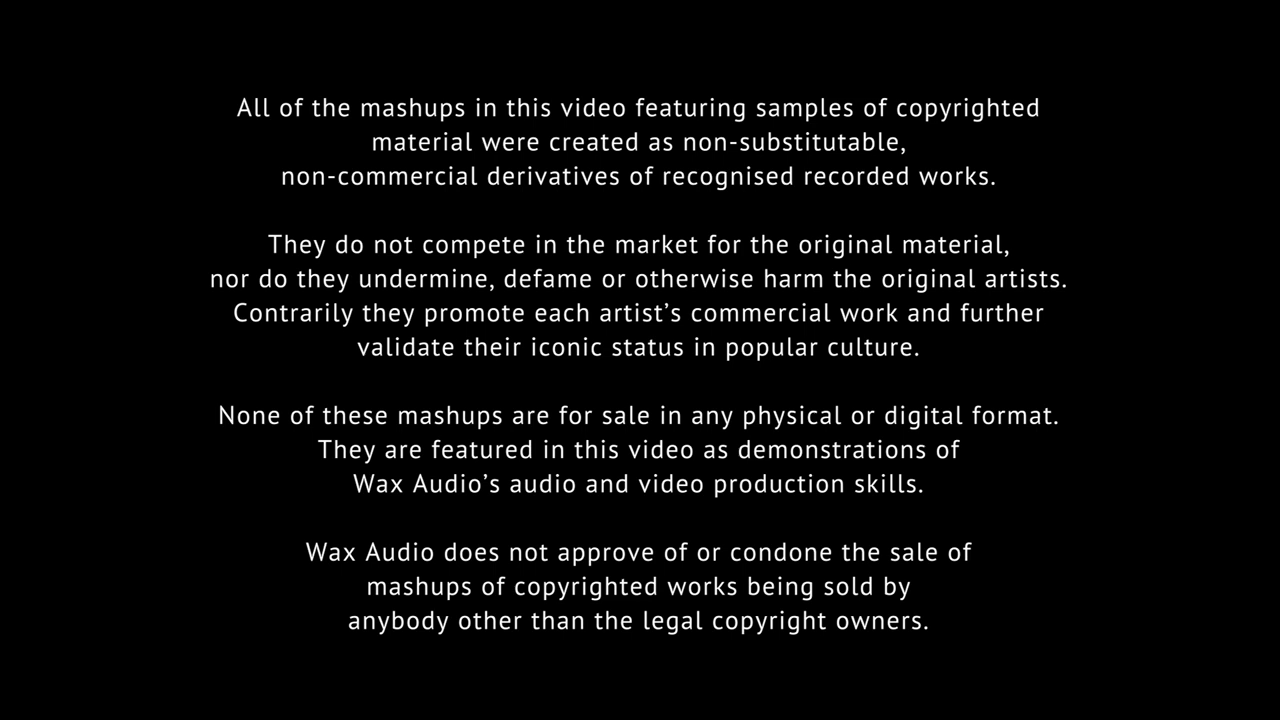 All of the mashups in this video featuring samples of copyrighted
material were created as non-substitutable,
non-commercial derivatives of recognised recorded works.
They do not compete in the market for the original material,
nor do they undermine, defame or otherwise harm the original artists.
Contrarily they promote each artist’s commercial work and further
validate their iconic status in popular culture.
None of these mashups are for sale in any physical or digital format.
They are featured in this video as demonstrations of
Wax Audio’s audio and video production skills.
Wax Audio does not approve of or condone the sale of
mashups of copyrighted works being sold by
anybody other than the legal copyright owners.